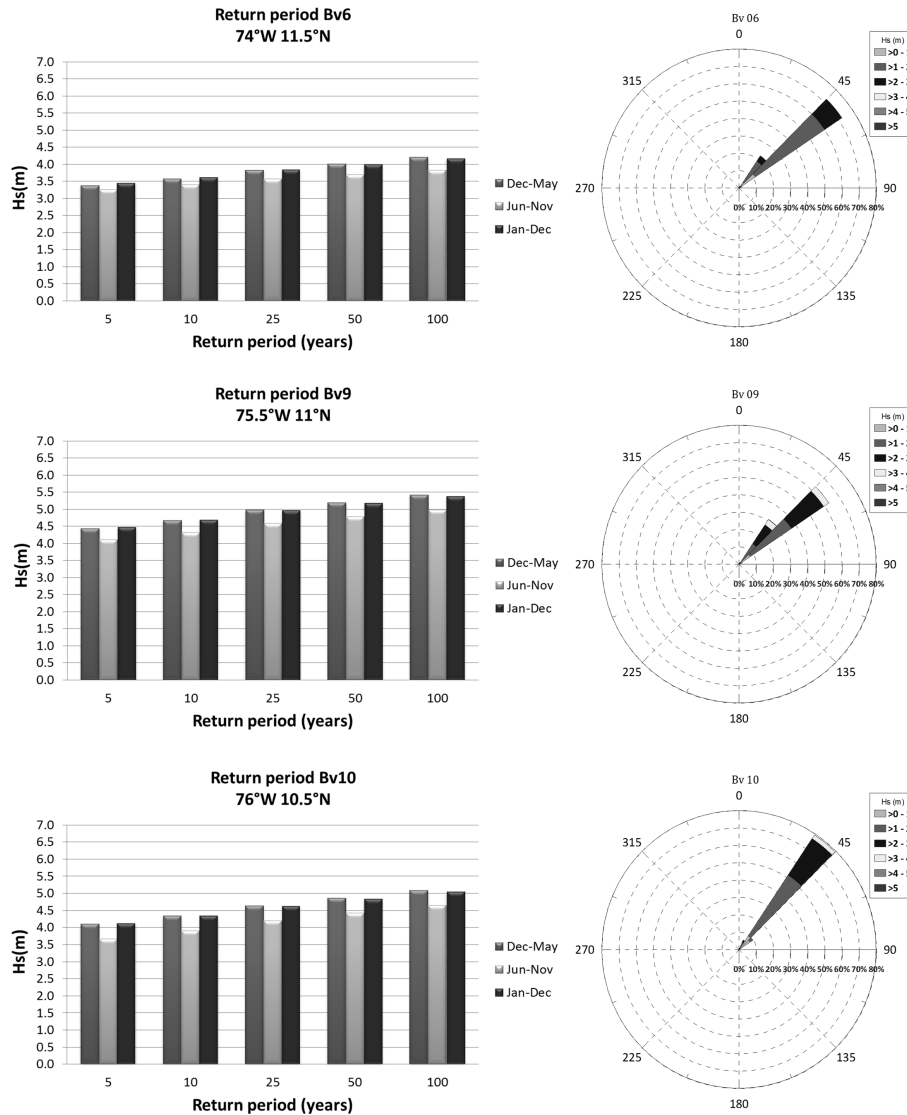 Return period Bv6
74°W 11.5°N
7.0
6.5
6.0
5.5
5.0
4.5
4.0
3.5
3.0
2.5
2.0
1.5
1.0
0.5
0.0
Hs(m)
5 10 25 50 100
Return period (years)
Dec-May
Jun-Nov
Jan-Dec
Bv 06
0
45
90
135
180
225
270
315
0% 10% 20% 30% 40% 50% 60% 70% 80%
Hs (m)
>0 -
>1 -
>2 -
>3 -
>4 -
>5
Return period Bv9
75.5°W 11°N
7.0
6.5
6.0
5.5
5.0
4.5
4.0
3.5
3.0
2.5
2.0
1.5
1.0
0.5
0.0
Hs(m)
5 10 25 50 100
Return period (years)
Dec-May
Jun-Nov
Jan-Dec
Bv 09
0
45
90
135
180
225
270
315
0% 10% 20% 30% 40% 50% 60% 70% 80%
Hs (m)
>0 -
>1 -
>2 -
>3 -
>4 -
>5
Return period Bv10
76°W 10.5°N
7.0
6.5
6.0
5.5
5.0
4.5
4.0
3.5
3.0
2.5
2.0
1.5
1.0
0.5
0.0
Hs(m)
5 10 25 50 100
Return period (years)
Dec-May
Jun-Nov
Jan-Dec
Bv 10
0
45
90
135
180
225
270
315
0% 10% 20% 30% 40% 50% 60% 70% 80%
Hs (m)
>0 -
>1 -
>2 -
>3 -
>4 -
>5